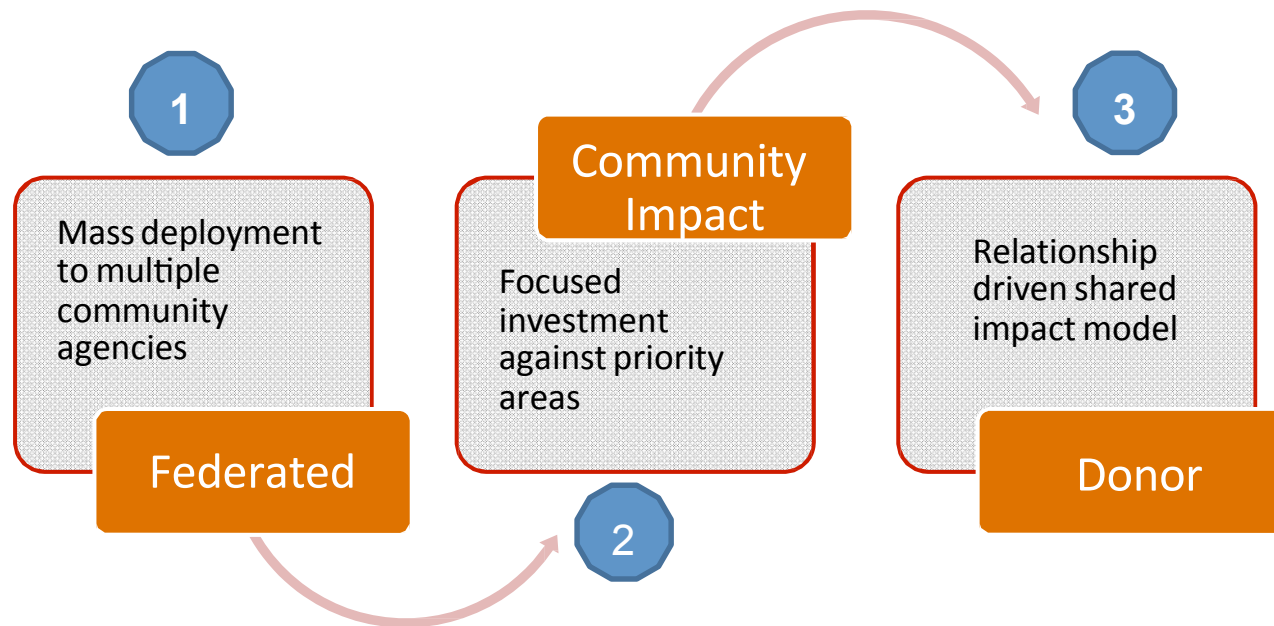 1
Mass deployment
to multiple
community
agencies
Federated
Community
Impact
Focused
investment
against priority
areas
2
3
Relationship
driven shared
impact model
Donor